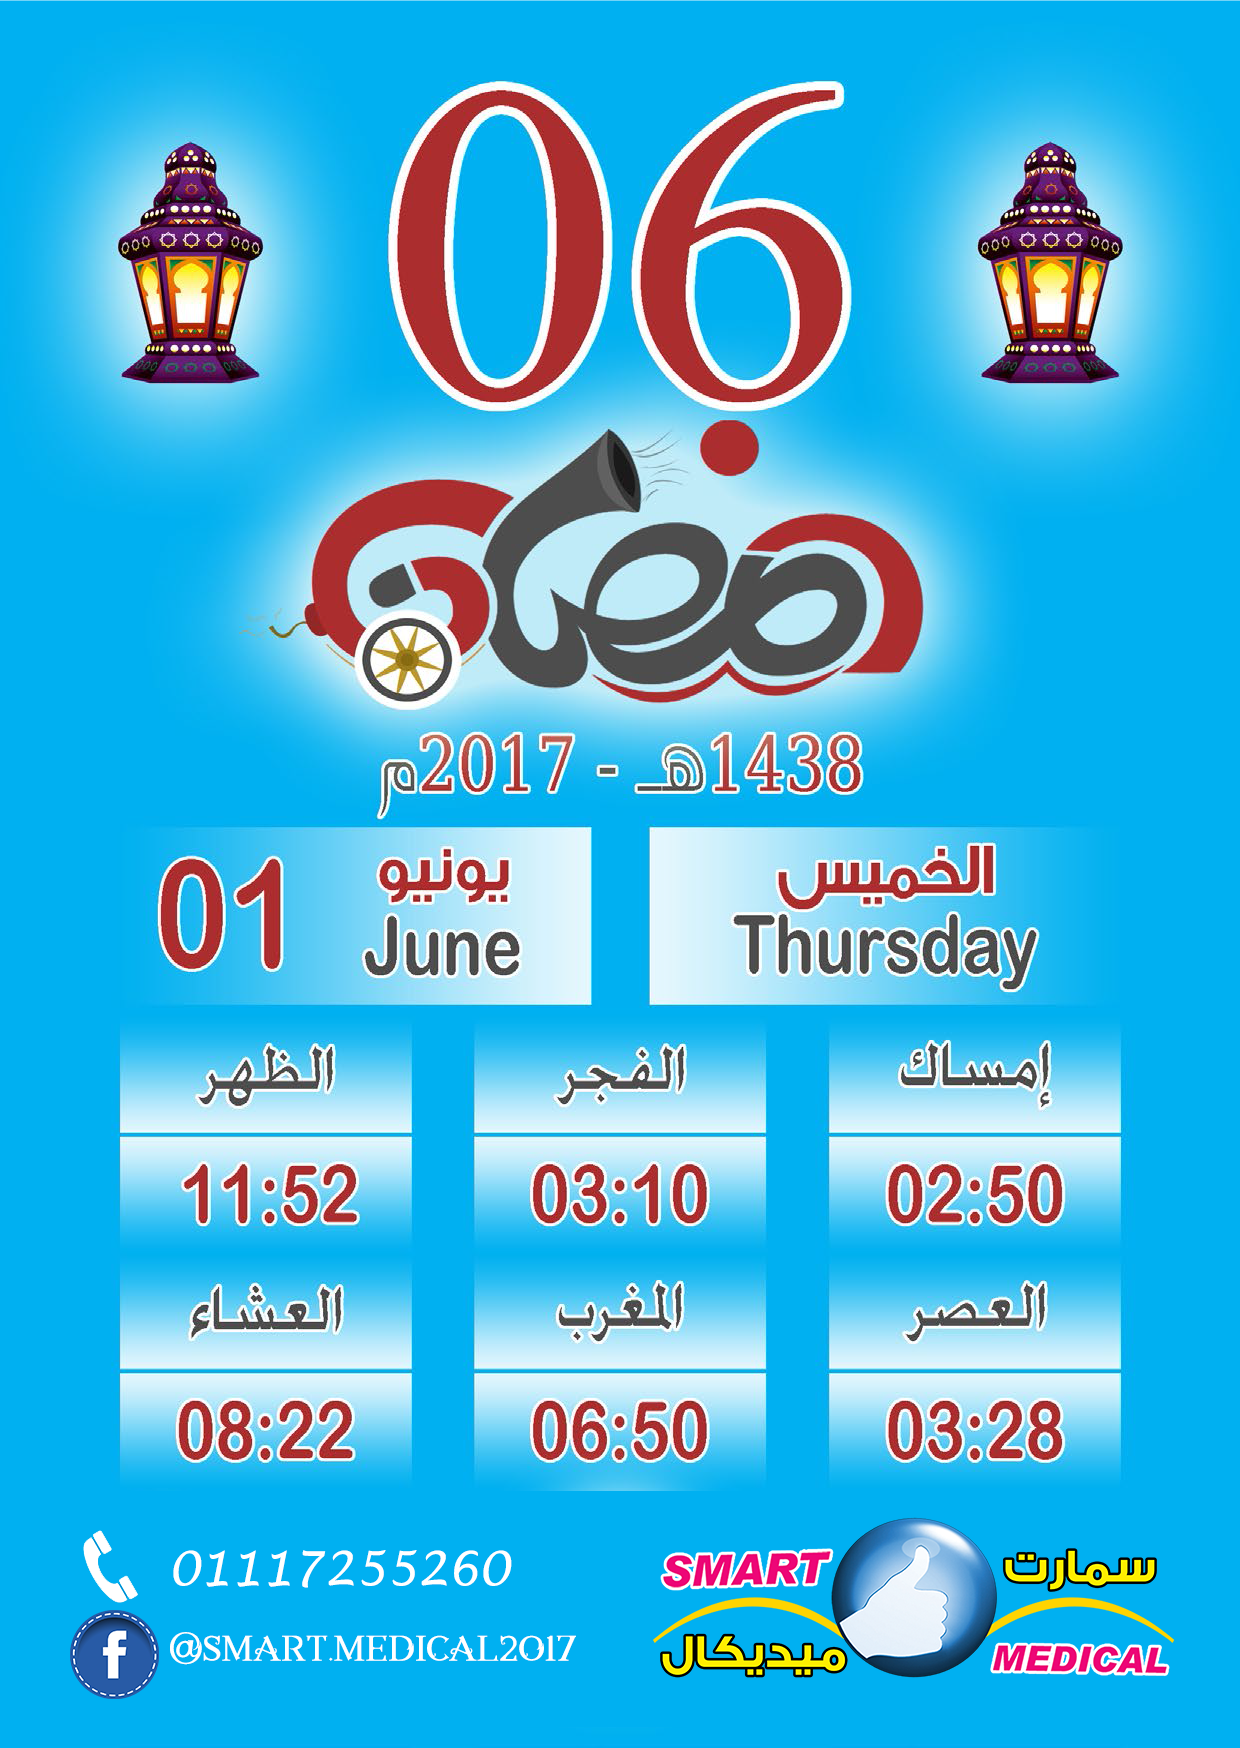 06
رمضان
1438هـ - 2017م
الخميس
Thursday
يونيو
June
01
إمساك
02:50
الفجر
03:10
الظهر
11:52
العصر
03:28
المغرب
06:50
العشاء
08:22
01117255260
@SMART.MEDICAL2017
SMART
سمارت
ميديكال
MEDICAL